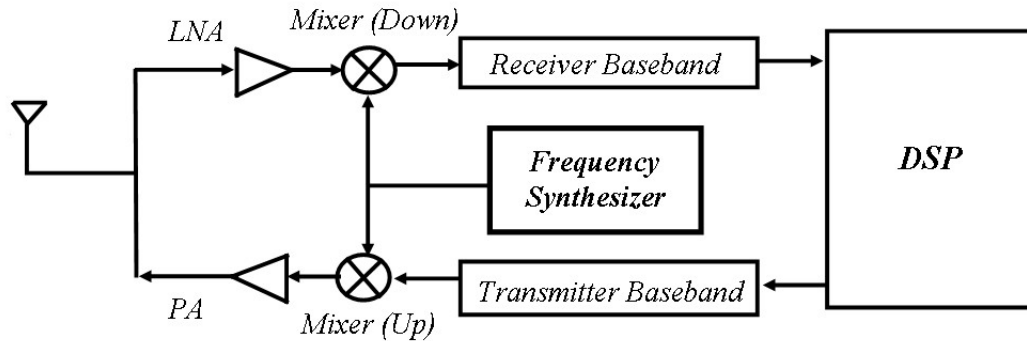 LNA
Mixer (Down)
Receiver Baseband
Frequency
Synthesizer
DSP
PA
Mixer (Up)
Transmitter Baseband